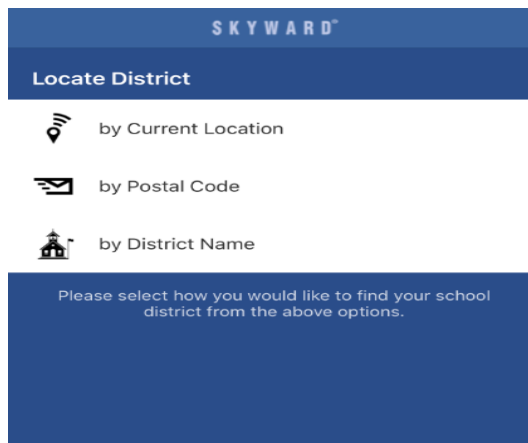 SKYWARD™
Locate District
by Current Location
by Postal Code
by District Name
Please select how you would like to find your school
district from the above options.